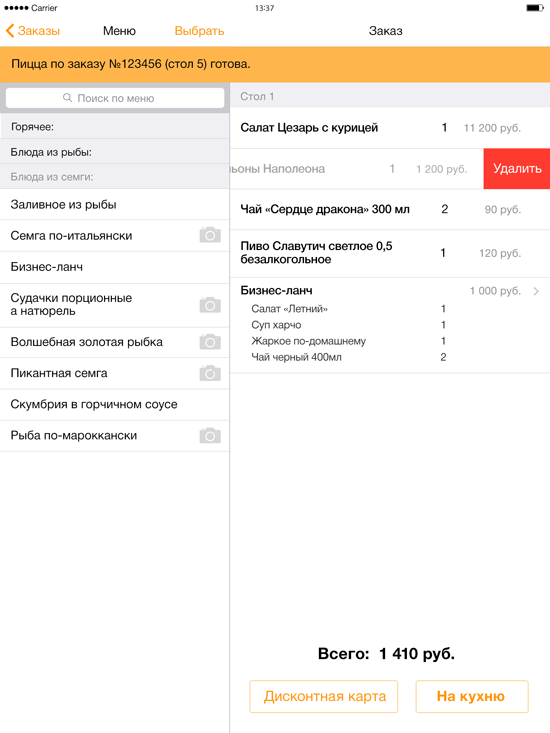 Carrier
13:37
Заказы
Меню
Выбрать
Заказ
Пицца по заказу №123456 (стол 5) готова.
Поиск по меню
Горячее:
Блюда из рыбы:
Блюда из семги:
Заливное из рыбы
Семга по-итальянски
Бизнес-ланч
Судачки порционные
а натюрель
Волшебная золотая рыбка
Пикантная семга
Скумбрия в горчичном соусе
Рыба по-мароккански
Стол 1
Салат Цезарь с курицей 1 11 200 руб.
ьоны Наполеона 1 1 200 руб. Удалить
Чай «Сердце дракона» 300 мл 2 90 руб.
Пиво Славутич светлое 0,5
безалкогольное 1 120 руб.
Бизнес-ланч 1 000 руб.
Салат «Летний» 1
Суп харчо 1
Жаркое по-домашнему 1
Чай черный 400мл 2
Всего: 1 410 руб.
Дисконтная карта
На кухню